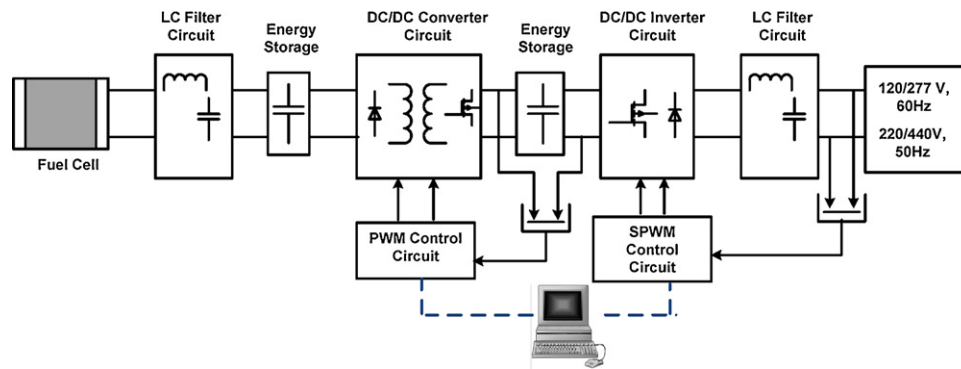 LC Filter
Circuit
Energy
Storage
DC/DC Converter
Circuit
Energy
Storage
DC/DC Inverter
Circuit
LC Filter
Circuit
Fuel Cell
120/277 V,
60Hz
220/440V,
50Hz
PWM Control
Circuit
SPWM
Control
Circuit